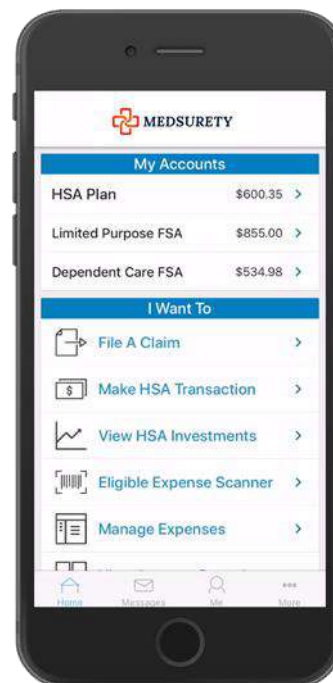 MEDSURETY
My Accounts
HSA Plan $600.35 >
Limited Purpose FSA $855.00 >
Dependent Care FSA $534.98 >
I Want To
File A Claim >
$ Make HSA Transaction >
View HSA Investments >
Eligible Expense Scanner >
Manage Expenses >
Home Messages Me More